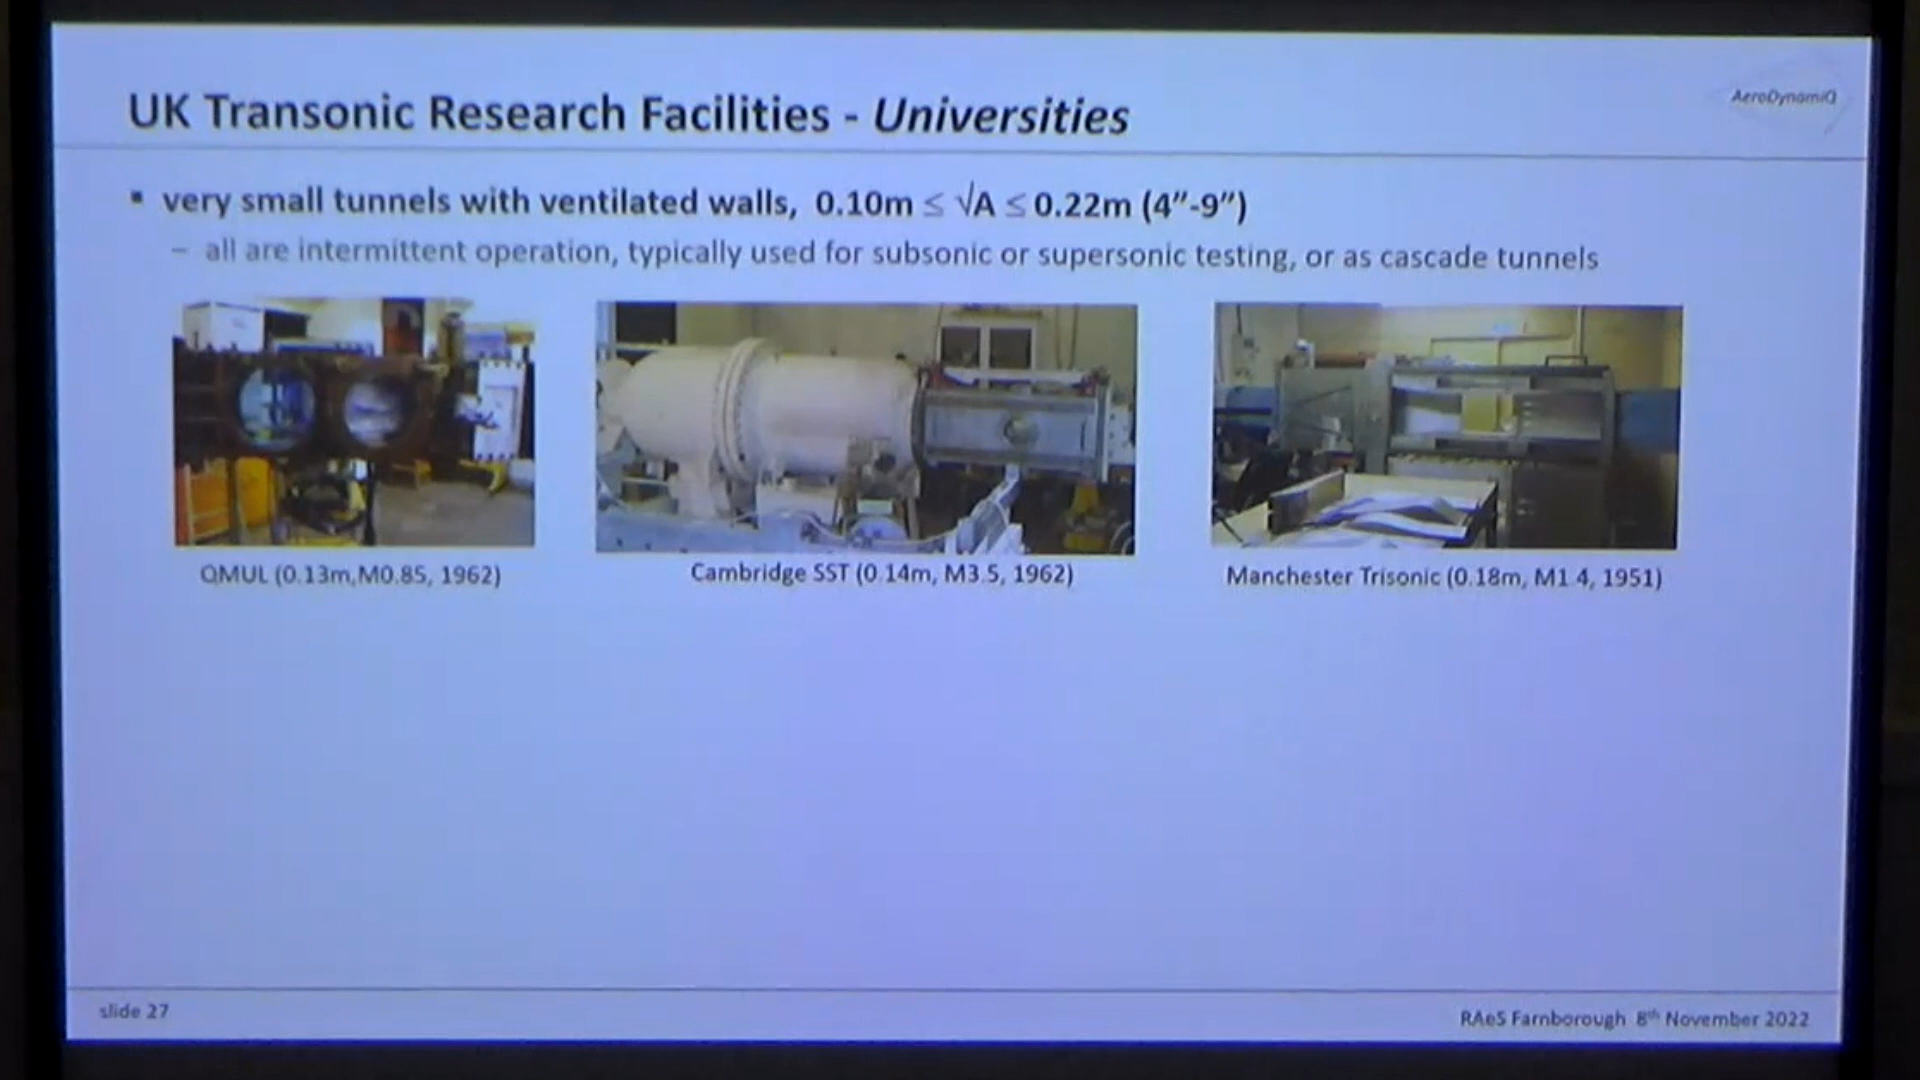 UK Transonic Research Facilities - Universities
AeroDynamiQ
▪ very small tunnels with ventilated walls, 0.10m ≤ √A ≤ 0.22m (4”-9”)
– all are intermittent operation, typically used for subsonic or supersonic testing, or as cascade tunnels
QMUL (0.13m,M0.85, 1962)
Cambridge SST (0.14m, M3.5, 1962)
Manchester Trisonic (0.18m, M1.4, 1951)
slide 27
RAeS Farnborough 8th November 2022